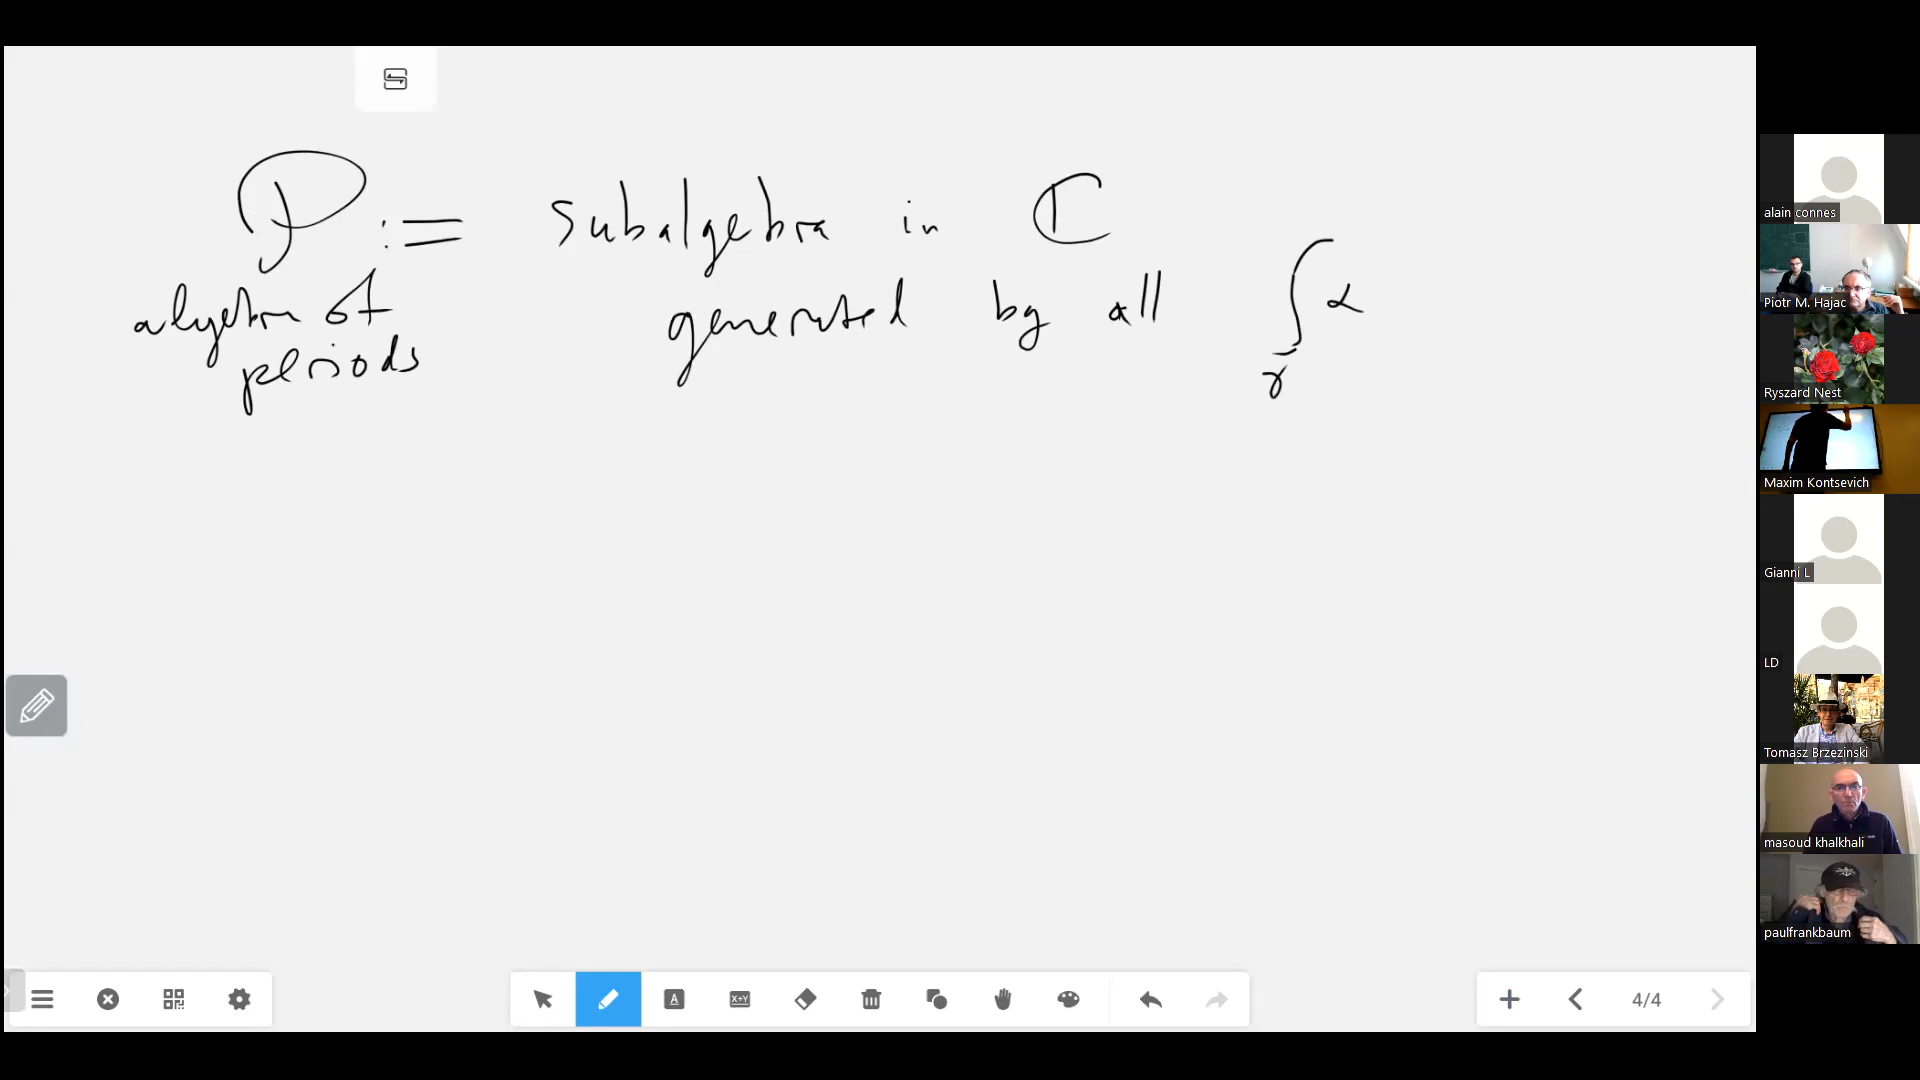 P := subalgebra in ℂ
algebra of periods
generated by all ∫_γ α
alain connes
Piotr M. Hajac
Ryszard Nest
Maxim Kontsevich
Gianni L
LD
Tomasz Brzezinski
masoud khalkhali
paulfrankbaum
A
X+Y
4/4